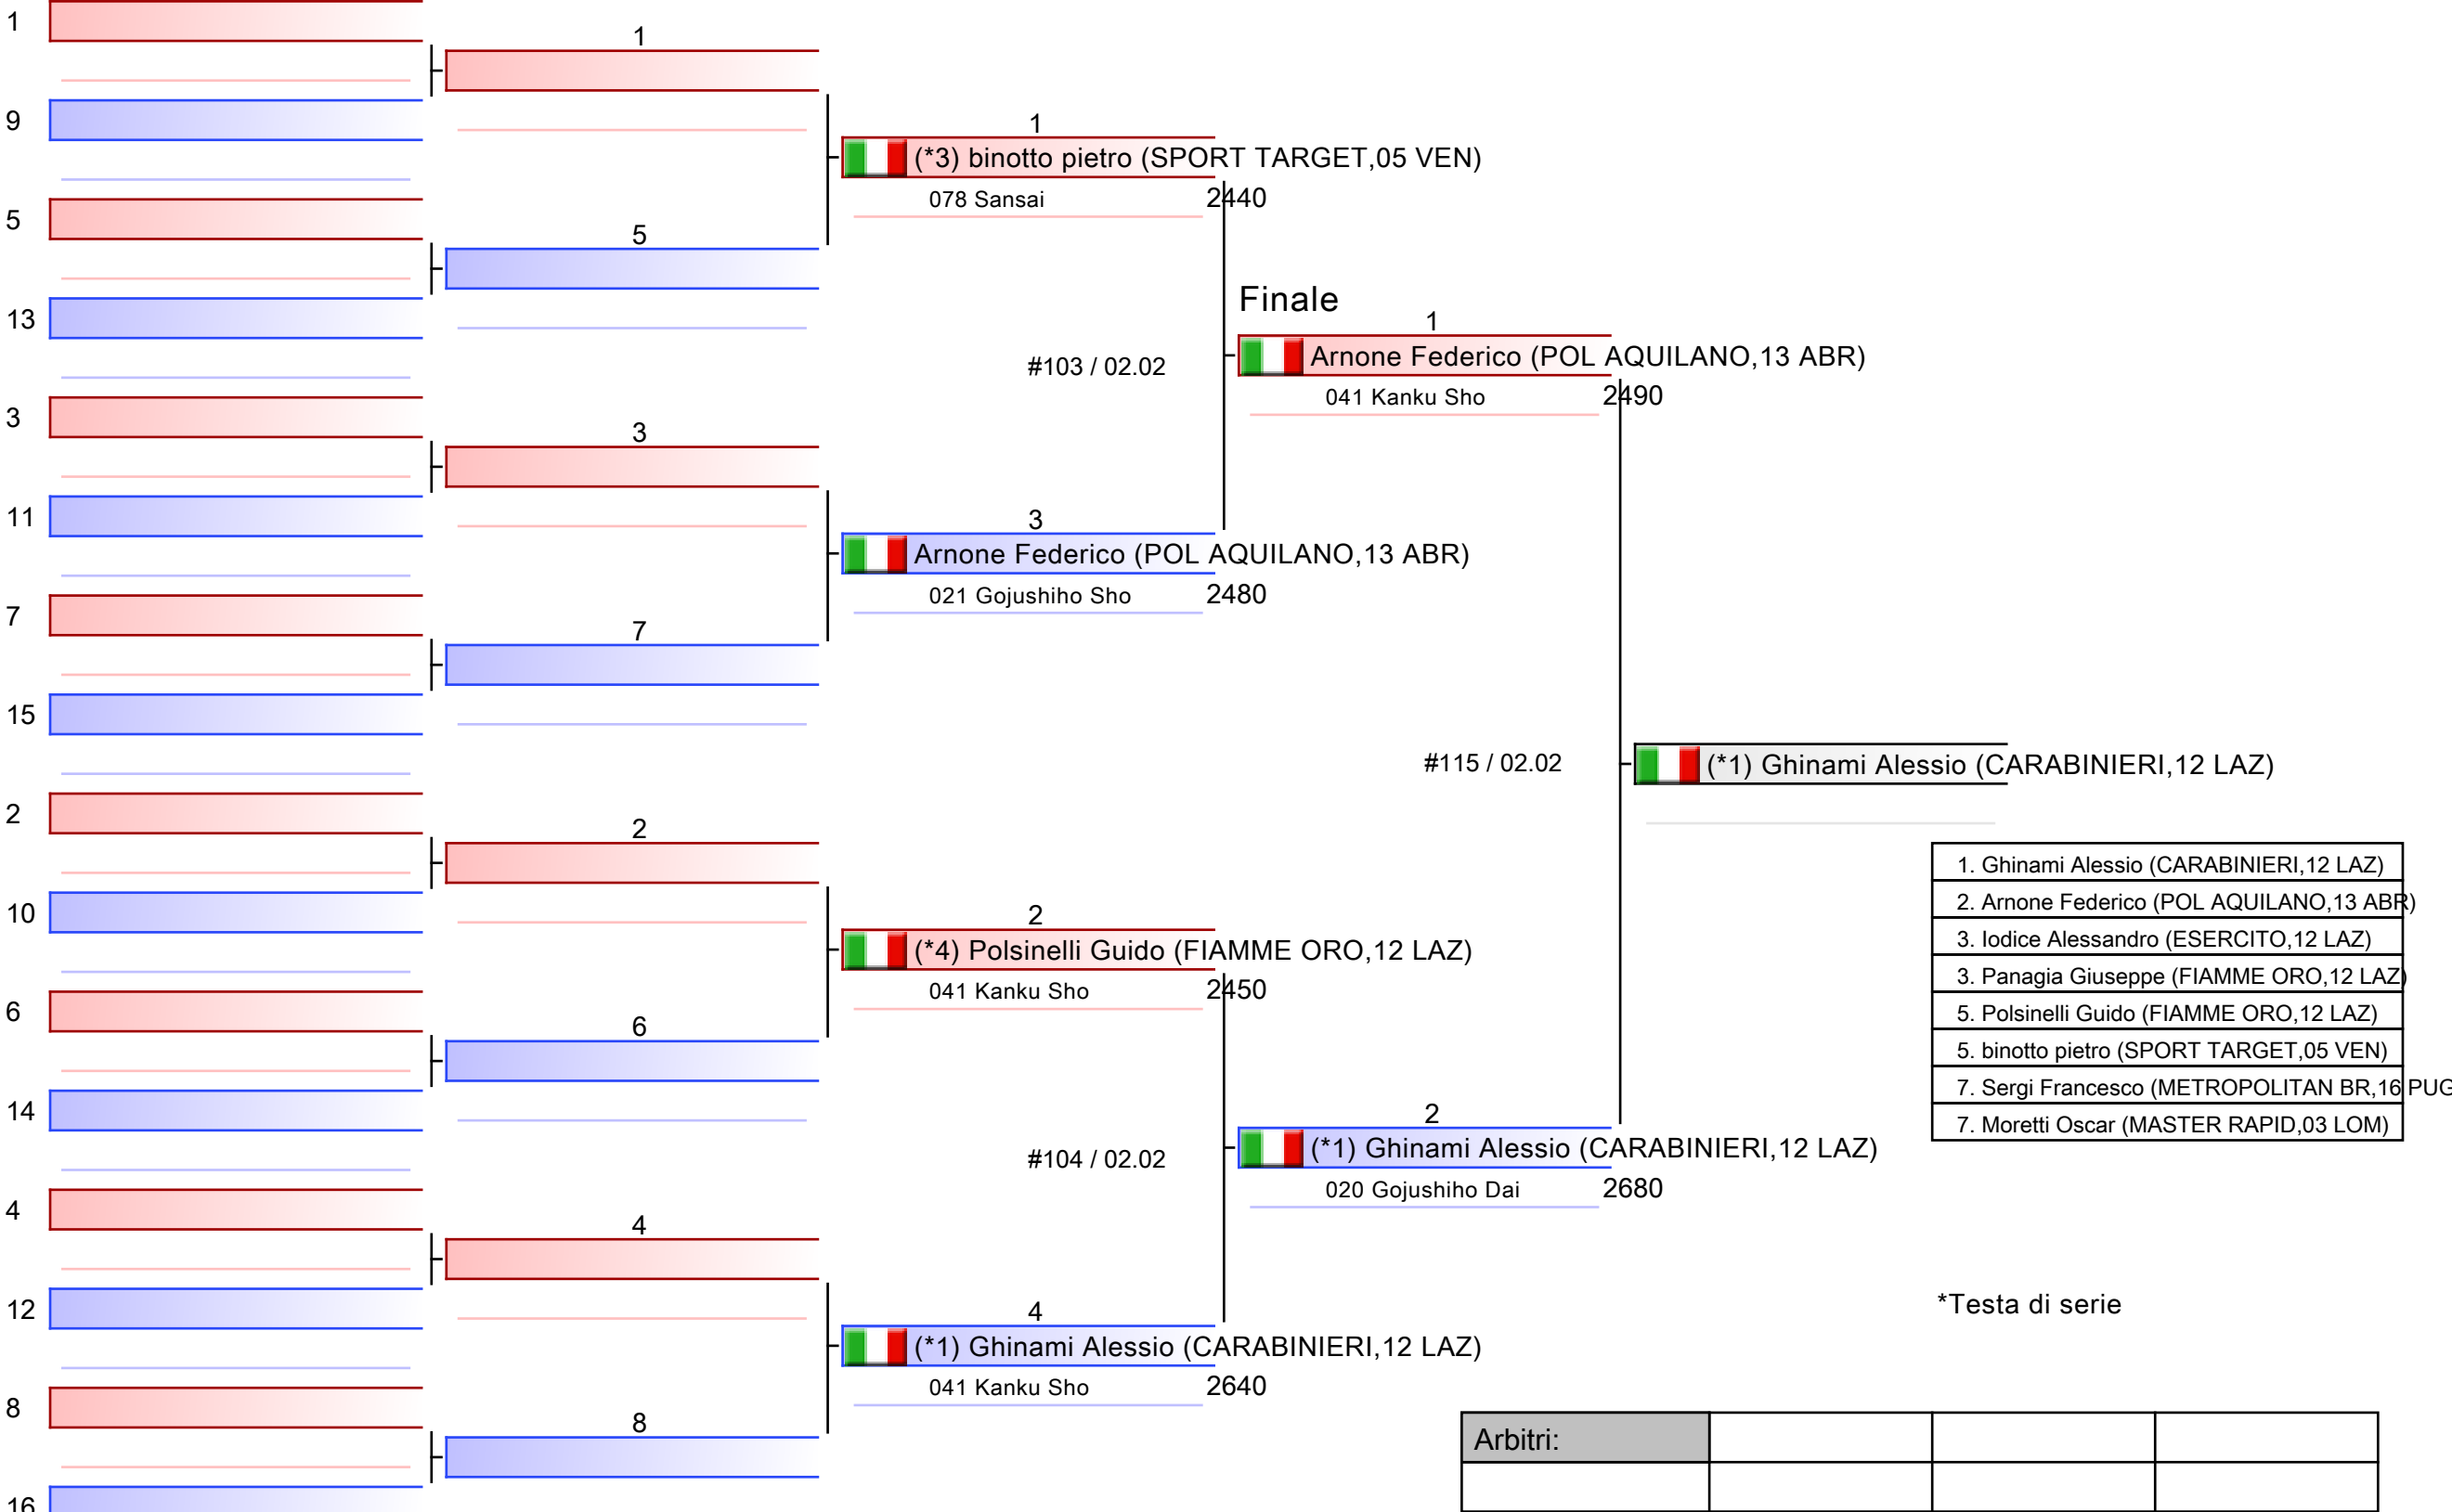 1
9
5
13
3
11
7
15
2
10
6
14
4
12
8
16
1
5
3
7
2
6
4
8
1
(*3) binotto pietro (SPORT TARGET,05 VEN)
078 Sansai 2440
#103 / 02.02
3
Arnone Federico (POL AQUILANO,13 ABR)
021 Gojushiho Sho 2480
2
(*4) Polsinelli Guido (FIAMME ORO,12 LAZ)
041 Kanku Sho 2450
#104 / 02.02
4
(*1) Ghinami Alessio (CARABINIERI,12 LAZ)
041 Kanku Sho 2640
Finale
1
Arnone Federico (POL AQUILANO,13 ABR)
041 Kanku Sho 2490
#115 / 02.02
2
(*1) Ghinami Alessio (CARABINIERI,12 LAZ)
020 Gojushiho Dai 2680
(*1) Ghinami Alessio (CARABINIERI,12 LAZ)
1. Ghinami Alessio (CARABINIERI,12 LAZ)
2. Arnone Federico (POL AQUILANO,13 ABR)
3. Iodice Alessandro (ESERCITO,12 LAZ)
3. Panagia Giuseppe (FIAMME ORO,12 LAZ)
5. Polsinelli Guido (FIAMME ORO,12 LAZ)
5. binotto pietro (SPORT TARGET,05 VEN)
7. Sergi Francesco (METROPOLITAN BR,16 PUG
7. Moretti Oscar (MASTER RAPID,03 LOM)
*Testa di serie
Arbitri: